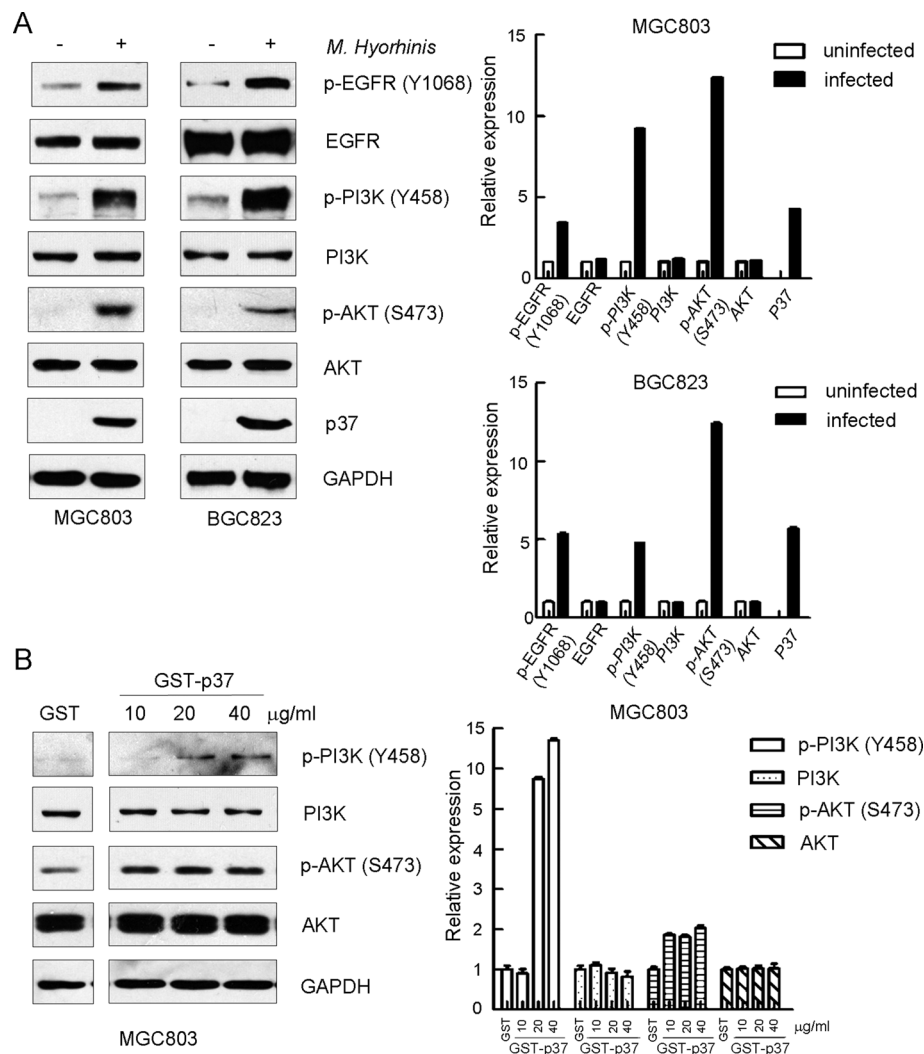 A
- + - + M. Hyorhinis
p-EGFR (Y1068)
EGFR
p-PI3K (Y458)
PI3K
p-AKT (S473)
AKT
p37
GAPDH
MGC803 BGC823
MGC803
uninfected
infected
Relative expression
15
10
5
0
p-EGFR
(Y1068)
EGFR
p-PI3K
(Y458)
PI3K
p-AKT
(S473)
AKT
P37
BGC823
uninfected
infected
Relative expression
15
10
5
0
p-EGFR
(Y1068)
EGFR
p-PI3K
(Y458)
PI3K
p-AKT
(S473)
AKT
P37
B
GST-p37
GST 10 20 40 μg/ml
p-PI3K (Y458)
PI3K
p-AKT (S473)
AKT
GAPDH
MGC803
MGC803
p-PI3K (Y458)
PI3K
p-AKT (S473)
AKT
Relative expression
15
10
2
2
1
0
GST 10 20 40 GST 10 20 40 GST 10 20 40 GST 10 20 40 μg/ml
GST-p37 GST-p37 GST-p37 GST-p37